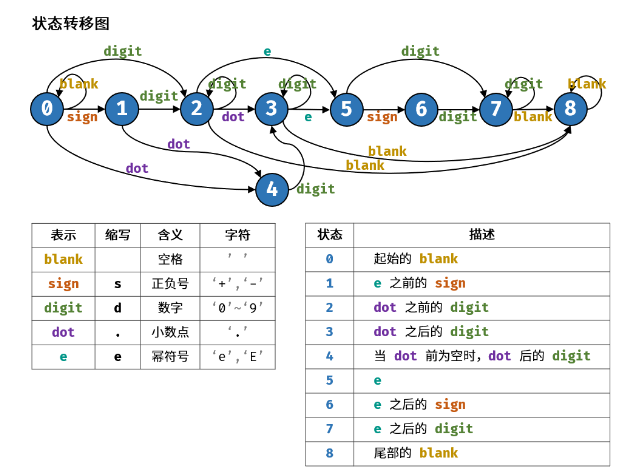 状态转移图
digit
e
digit
blank
digit
digit
digit
blank
0
1
2
3
5
6
7
8
sign
digit
dot
e
sign
digit
blank
dot
blank
dot
blank
4
digit
表示 缩写 含义 字符
blank 空格 ' '
sign s 正负号 '+','-'
digit d 数字 '0'~'9'
dot . 小数点 '.'
e e 幂符号 'e','E'
状态 描述
0 起始的 blank
1 e 之前的 sign
2 dot 之前的 digit
3 dot 之后的 digit
4 当 dot 前为空时,dot 后的 digit
5 e
6 e 之后的 sign
7 e 之后的 digit
8 尾部的 blank